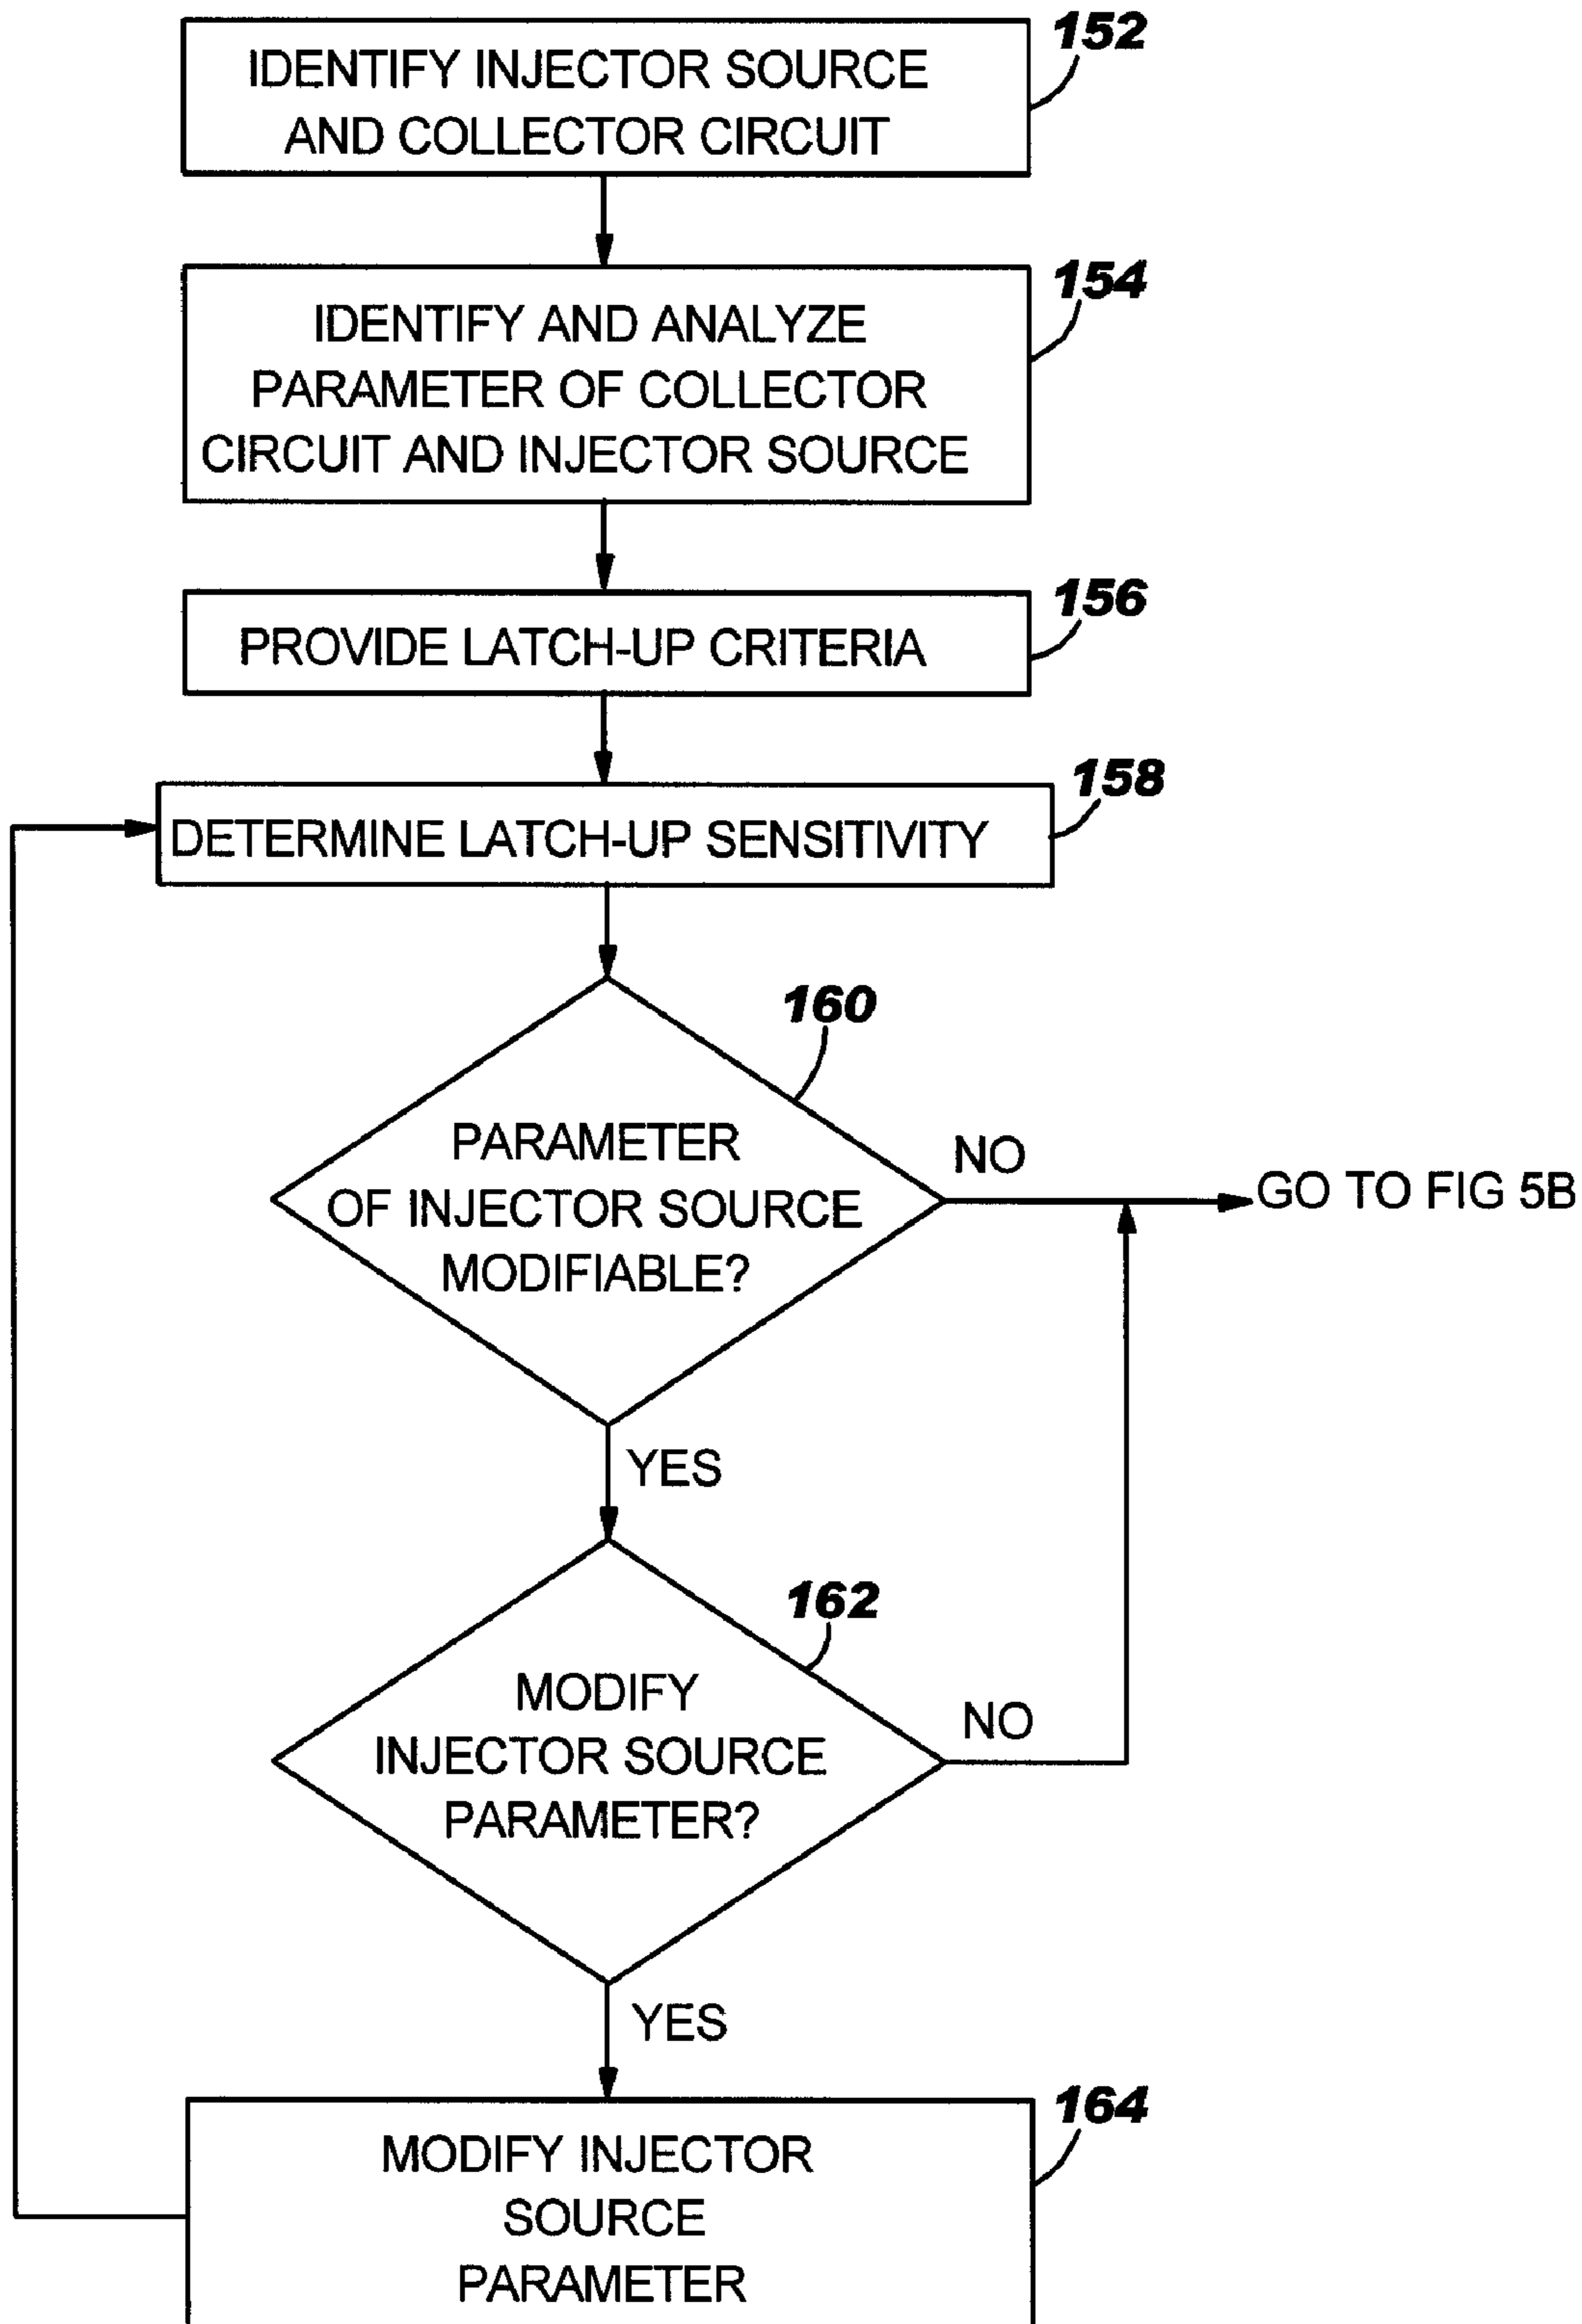 152
IDENTIFY INJECTOR SOURCE
AND COLLECTOR CIRCUIT
154
IDENTIFY AND ANALYZE
PARAMETER OF COLLECTOR
CIRCUIT AND INJECTOR SOURCE
156
PROVIDE LATCH-UP CRITERIA
158
DETERMINE LATCH-UP SENSITIVITY
160
PARAMETER
OF INJECTOR SOURCE
MODIFIABLE?
NO
GO TO FIG 5B
YES
162
MODIFY
INJECTOR SOURCE
PARAMETER?
NO
YES
164
MODIFY INJECTOR
SOURCE
PARAMETER